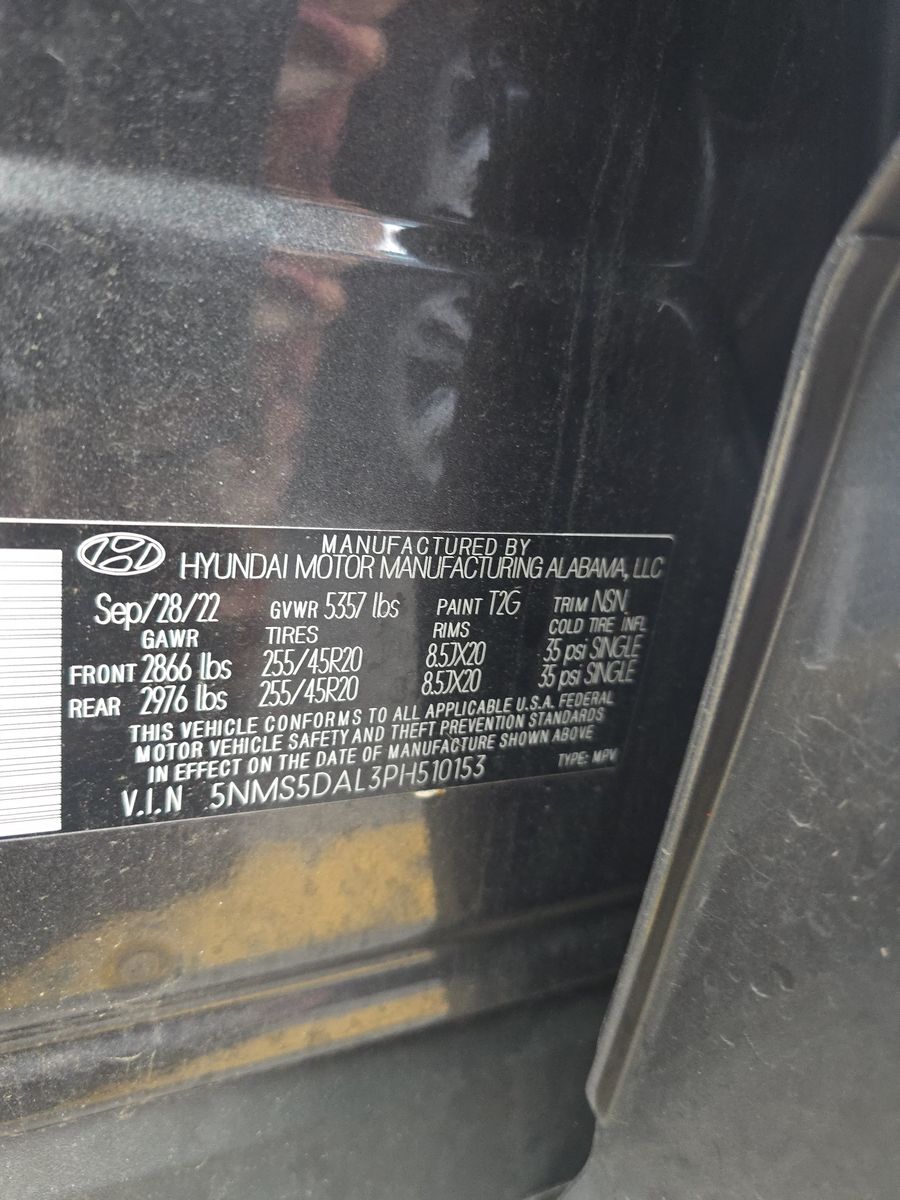 MANUFACTURED BY
HYUNDAI MOTOR MANUFACTURING ALABAMA, LLC
Sep/28/22 GVWR 5357 lbs PAINT T2G TRIM NSN
GAWR TIRES RIMS COLD TIRE INFL
FRONT 2866 lbs 255/45R20 8.5JX20 35 psi SINGLE
REAR 2976 lbs 255/45R20 8.5JX20 35 psi SINGLE
THIS VEHICLE CONFORMS TO ALL APPLICABLE U.S.A. FEDERAL
MOTOR VEHICLE SAFETY AND THEFT PREVENTION STANDARDS
IN EFFECT ON THE DATE OF MANUFACTURE SHOWN ABOVE
V.I.N 5NMS5DAL3PH510153 TYPE: MPV